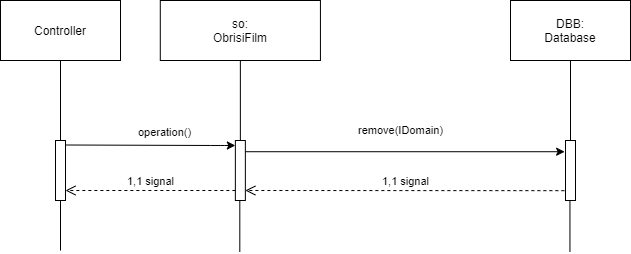 Controller
so:
ObrisiFilm
DBB:
Database
operation()
remove(IDomain)
1,1 signal
1,1 signal